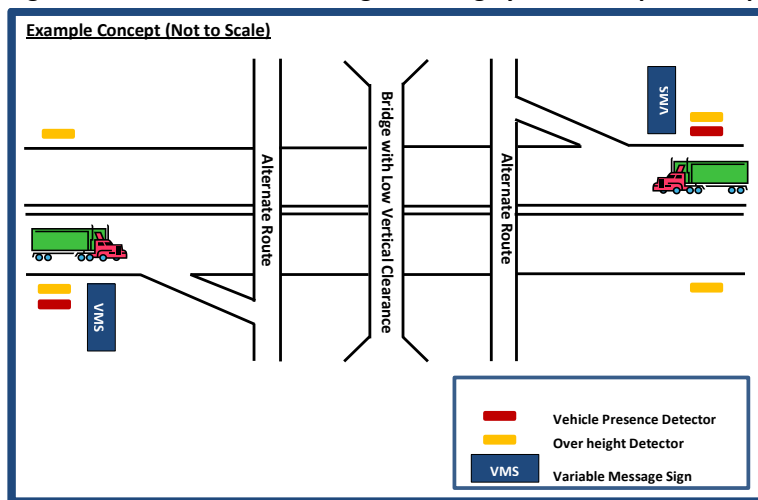 Example Concept (Not to Scale)
VMS
Alternate Route
Bridge with Low Vertical Clearance
Alternate Route
VMS
Vehicle Presence Detector
Over height Detector
VMS
Variable Message Sign